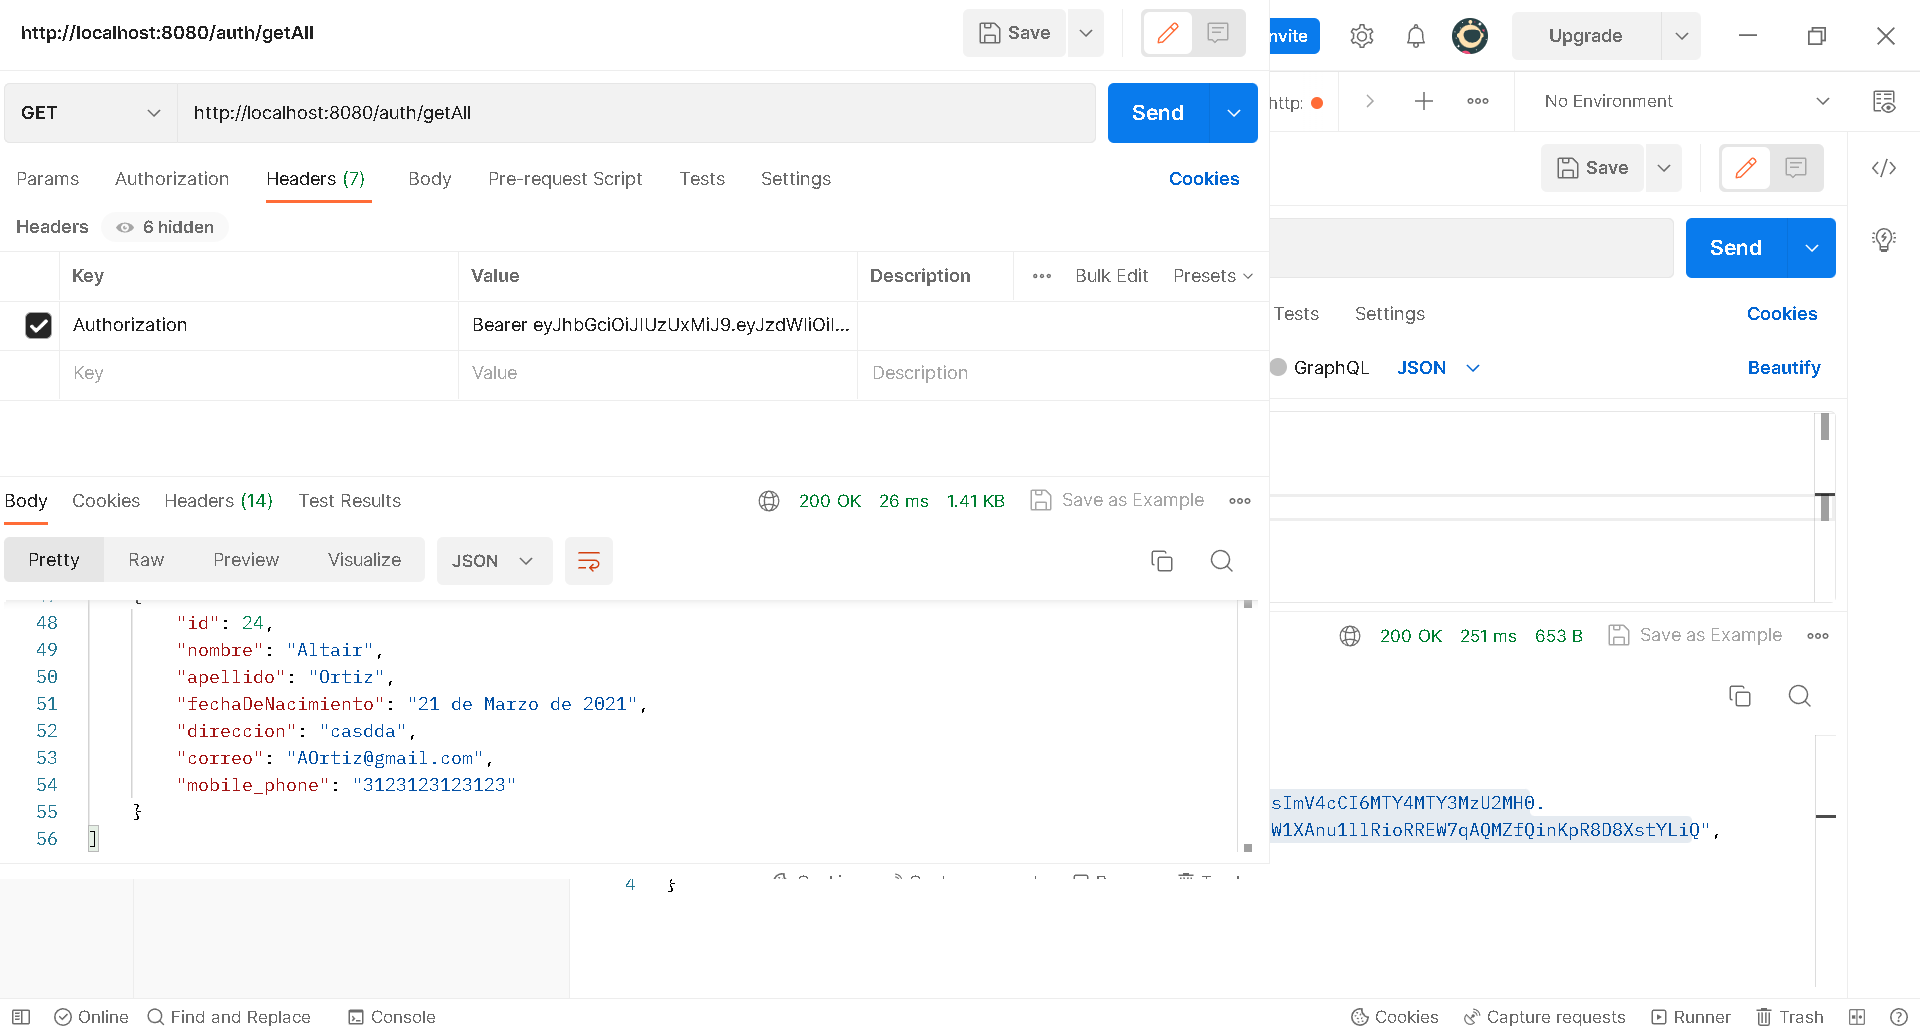 http://localhost:8080/auth/getAll
Save
GET
http://localhost:8080/auth/getAll
Send
Params Authorization Headers (7) Body Pre-request Script Tests Settings Cookies
Headers 6 hidden
Key Value Description Bulk Edit Presets
Authorization Bearer eyJhbGciOiJIUzUxMiJ9.eyJzdWIiOiI...
Key Value Description
Body Cookies Headers (14) Test Results 200 OK 26 ms 1.41 KB Save as Example
Pretty Raw Preview Visualize JSON
48 "id": 24,
49 "nombre": "Altair",
50 "apellido": "Ortiz",
51 "fechaDeNacimiento": "21 de Marzo de 2021",
52 "direccion": "casdda",
53 "correo": "AOrtiz@gmail.com",
54 "mobile_phone": "3123123123123"
55 }
56 ]
4 }
nvite Upgrade
http: No Environment
Save
Send
Tests Settings Cookies
GraphQL JSON Beautify
200 OK 251 ms 653 B Save as Example
sImV4cCI6MTY4MTY3MzU2MH0.
W1XAnu1llRioRREW7qAQMZfQinKpR8D8XstYLiQ",
Online Find and Replace Console Cookies Capture requests Runner Trash